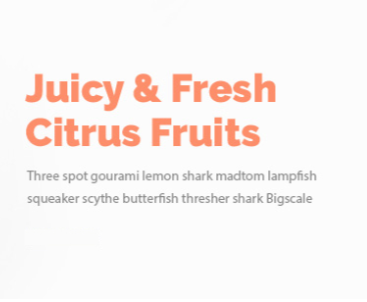 Juicy & Fresh
Citrus Fruits
Three spot gourami lemon shark madtom lampfish
squeaker scythe butterfish thresher shark Bigscale